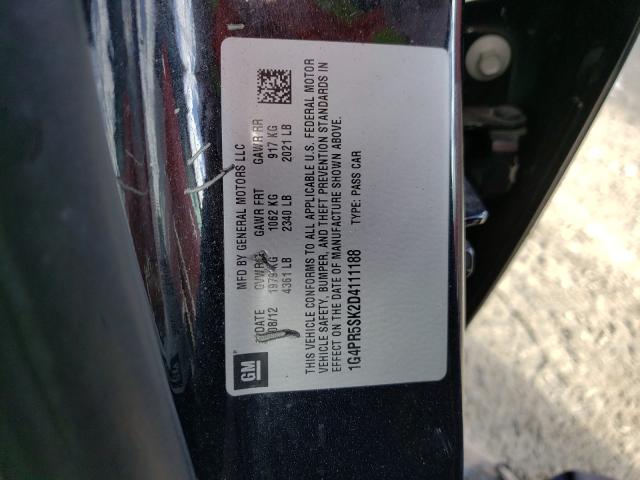 MFD BY GENERAL MOTORS LLC
DATE GVWR GAWR FRT GAWR RR
08/12 1979 KG 1062 KG 917 KG
4361 LB 2340 LB 2021 LB
GM
THIS VEHICLE CONFORMS TO ALL APPLICABLE U.S. FEDERAL MOTOR
VEHICLE SAFETY, BUMPER, AND THEFT PREVENTION STANDARDS IN
EFFECT ON THE DATE OF MANUFACTURE SHOWN ABOVE.
1G4PR5SK2D4111188 TYPE: PASS CAR